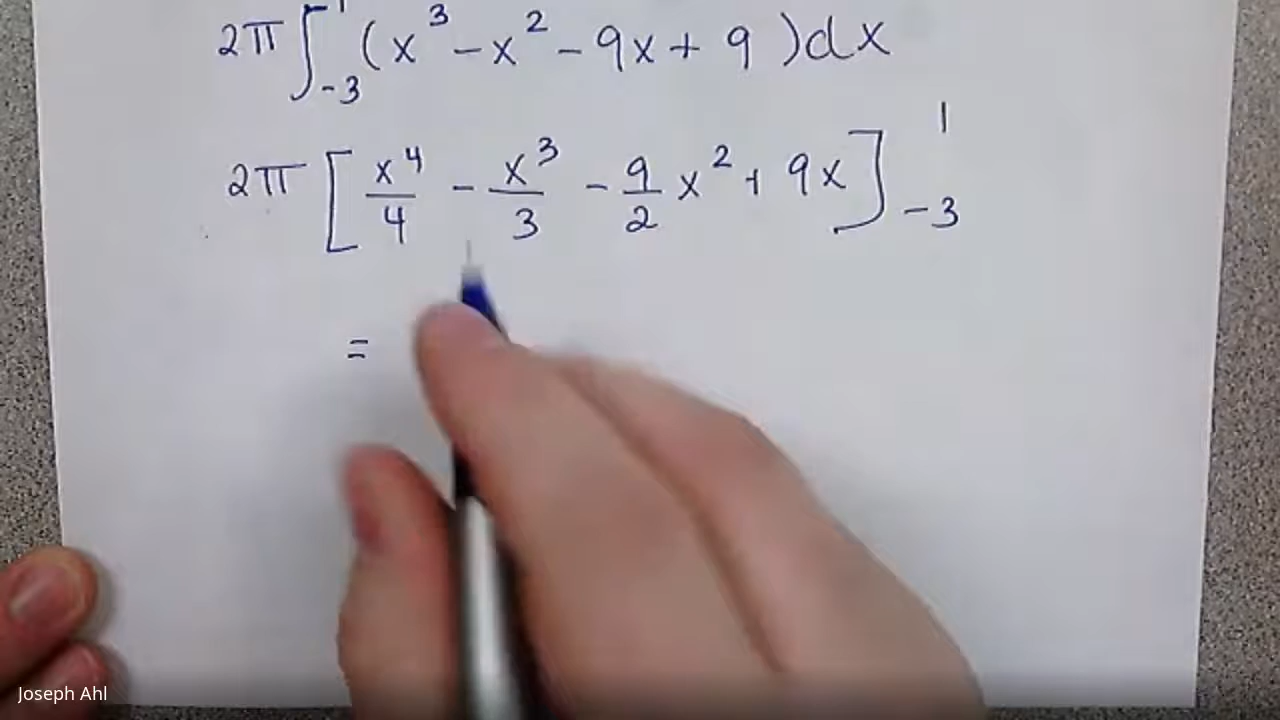 2π ∫_{-3}^{1} (x³ - x² - 9x + 9) dx
2π [ x⁴/4 - x³/3 - 9/2 x² + 9x ]_{-3}^{1}
=
Joseph Ahl